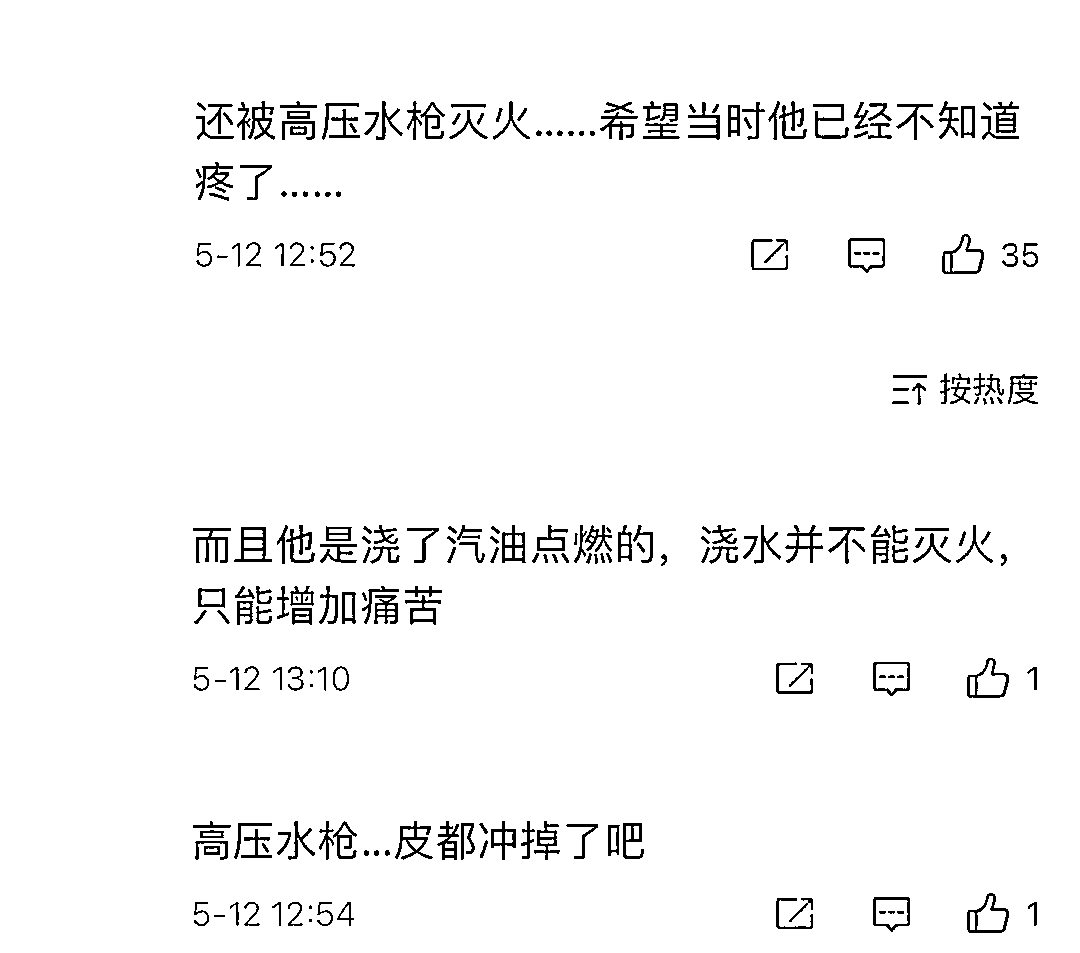 还被高压水枪灭火……希望当时他已经不知道
疼了……
5-12 12:52 35
按热度
而且他是浇了汽油点燃的，浇水并不能灭火，
只能增加痛苦
5-12 13:10 1
高压水枪...皮都冲掉了吧
5-12 12:54 1